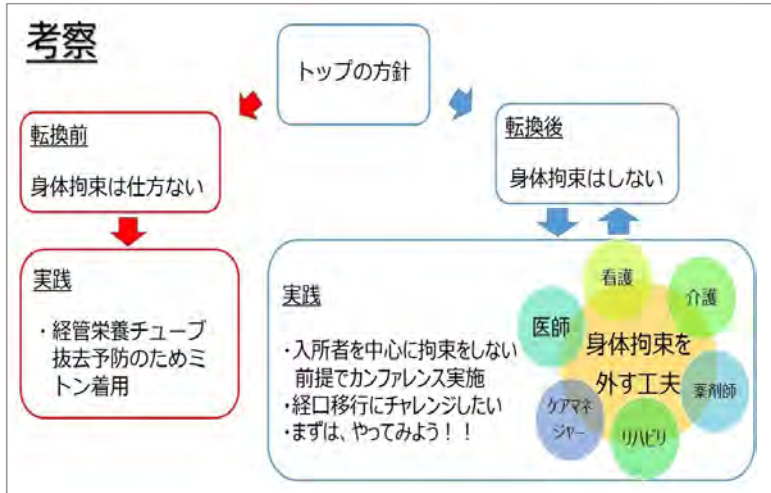 考察
トップの方針
転換前
身体拘束は仕方ない
転換後
身体拘束はしない
実践
・経管栄養チューブ
抜去予防のためミ
トン着用
実践
・入所者を中心に拘束をしない
前提でカンファレンス実施
・経口移行にチャレンジしたい
・まずは、やってみよう！！
看護
介護
医師
身体拘束を
外す工夫
薬剤師
ケアマネ
ジャー
リハビリ